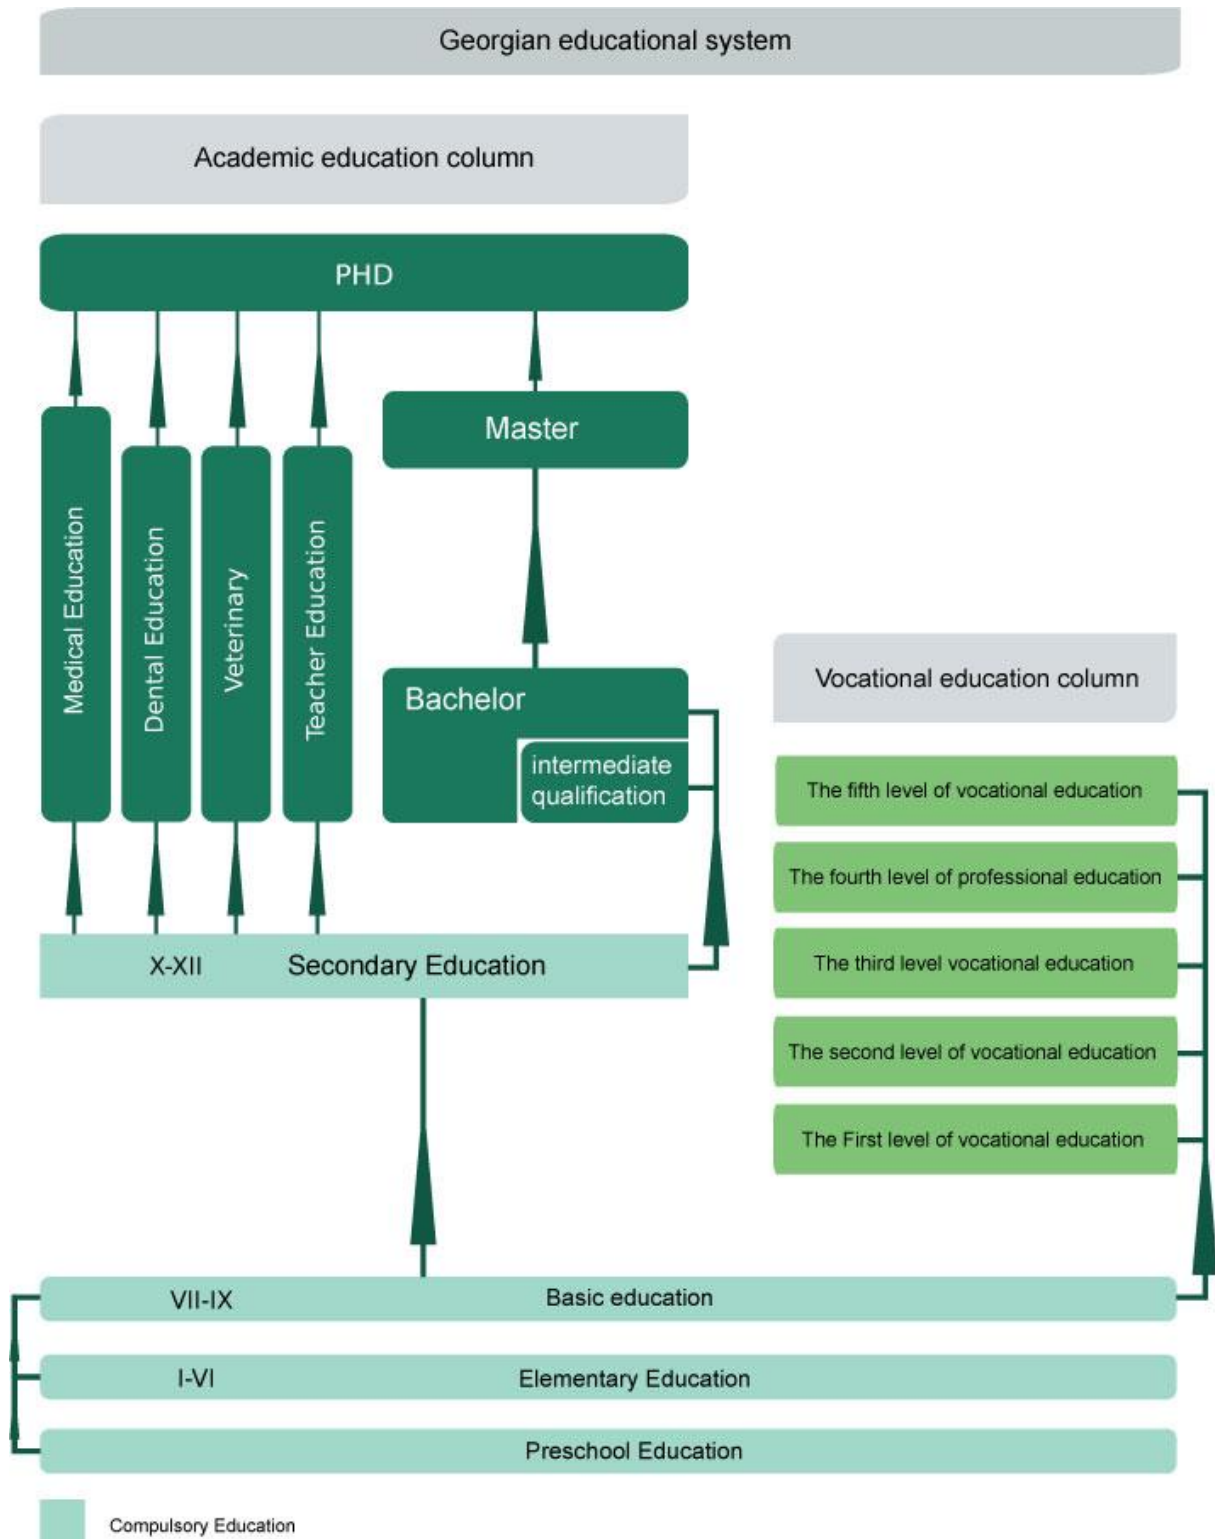 Georgian educational system
Academic education column
PHD
Master
Medical Education
Dental Education
Veterinary
Teacher Education
Bachelor
intermediate
qualification
Vocational education column
The fifth level of vocational education
The fourth level of professional education
The third level vocational education
The second level of vocational education
The First level of vocational education
X-XII Secondary Education
VII-IX Basic education
I-VI Elementary Education
Preschool Education
Compulsory Education